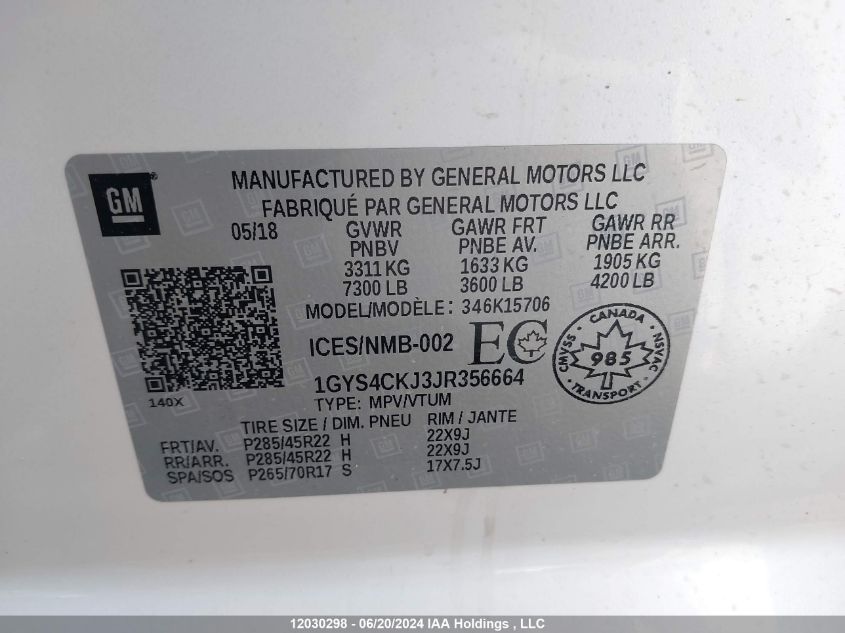 GM
MANUFACTURED BY GENERAL MOTORS LLC
FABRIQUÉ PAR GENERAL MOTORS LLC
05/18 GVWR GAWR FRT GAWR RR
PNBV PNBE AV. PNBE ARR.
3311 KG 1633 KG 1905 KG
7300 LB 3600 LB 4200 LB
MODEL/MODÈLE: 346K15706
ICES/NMB-002 EC
CANADA
CMVSS 985 NSVAC
TRANSPORT
140X
1GYS4CKJ3JR356664
TYPE: MPV/VTUM
TIRE SIZE / DIM. PNEU RIM / JANTE
FRT/AV. P285/45R22 H 22X9J
RR/ARR. P285/45R22 H 22X9J
SPA/SOS P265/70R17 S 17X7.5J
12030298 - 06/20/2024 IAA Holdings , LLC